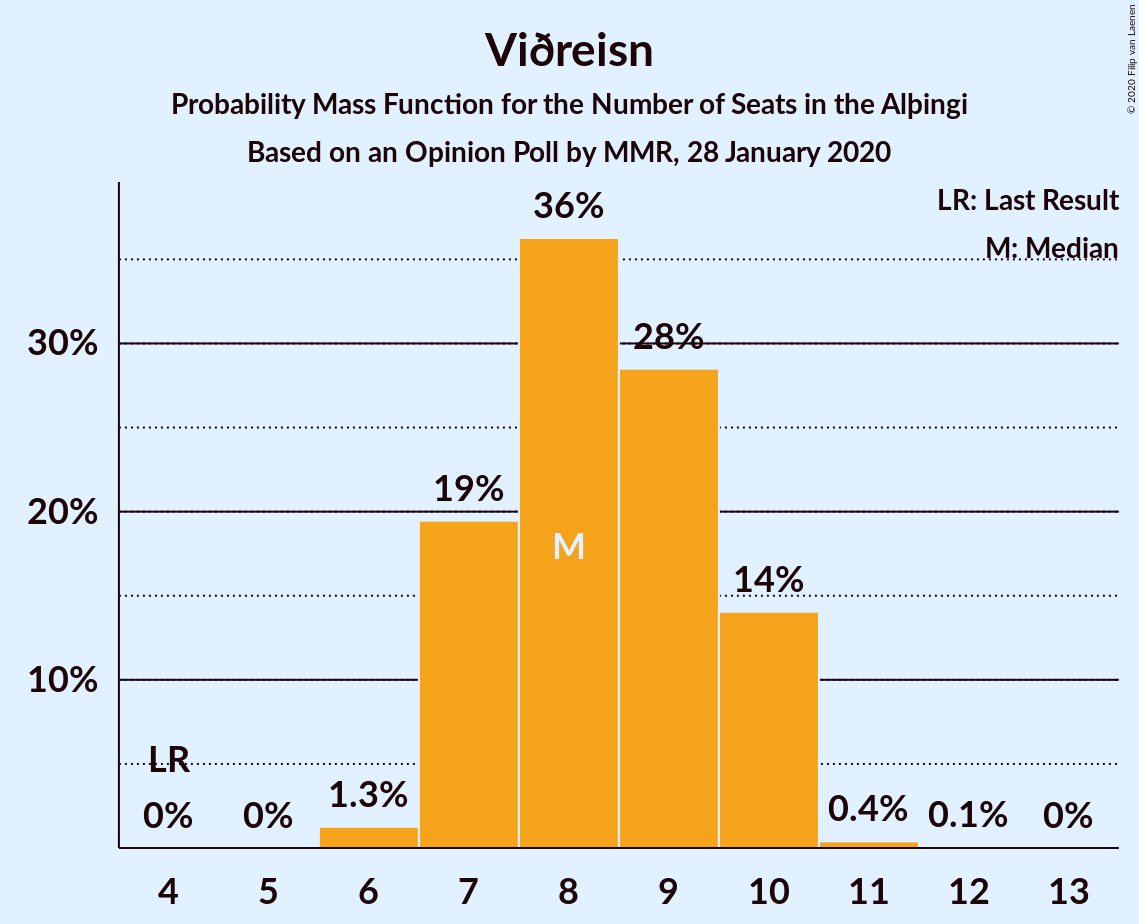 Viðreisn
Probability Mass Function for the Number of Seats in the Alþingi
Based on an Opinion Poll by MMR, 28 January 2020
© 2020 Filip van Laenen
LR: Last Result
M: Median
36%
30%
28%
20%
19%
M
14%
10%
LR
0%
0%
1.3%
0.4%
0.1%
0%
4 5 6 7 8 9 10 11 12 13